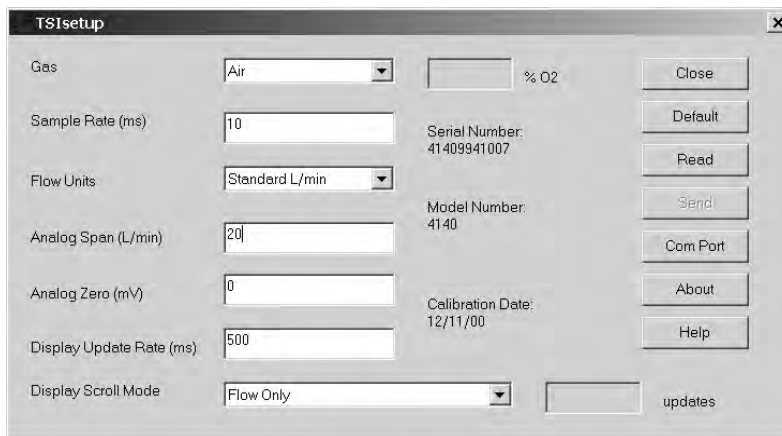 TSIsetup
Gas
Air
% O2
Close
Sample Rate (ms)
10
Serial Number:
41409941007
Default
Read
Flow Units
Standard L/min
Model Number:
4140
Send
Analog Span (L/min)
20
Com Port
Analog Zero (mV)
0
Calibration Date:
12/11/00
About
Display Update Rate (ms)
500
Help
Display Scroll Mode
Flow Only
updates